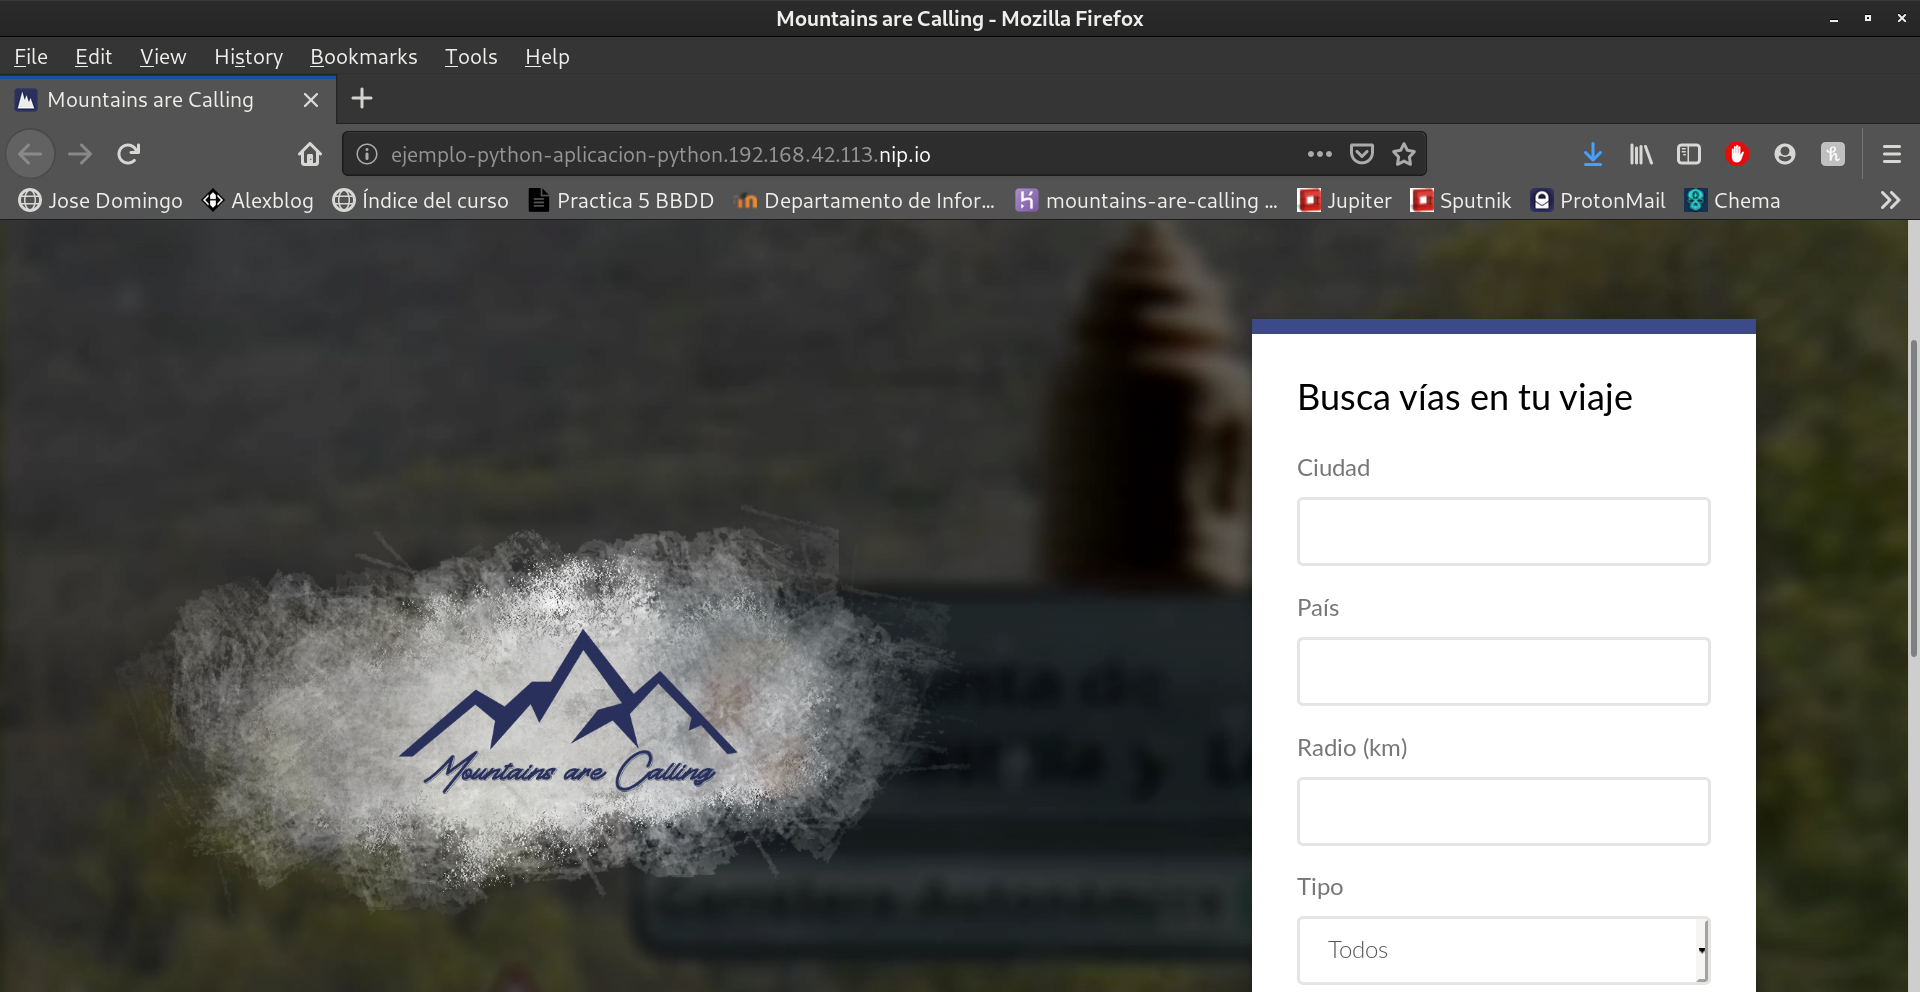 Mountains are Calling - Mozilla Firefox
File Edit View History Bookmarks Tools Help
Mountains are Calling
ejemplo-python-aplicacion-python.192.168.42.113.nip.io
Jose Domingo Alexblog Índice del curso Practica 5 BBDD Departamento de Infor... mountains-are-calling ... Jupiter Sputnik ProtonMail Chema
Busca vías en tu viaje
Ciudad
País
Radio (km)
Tipo
Todos
Mountains are Calling